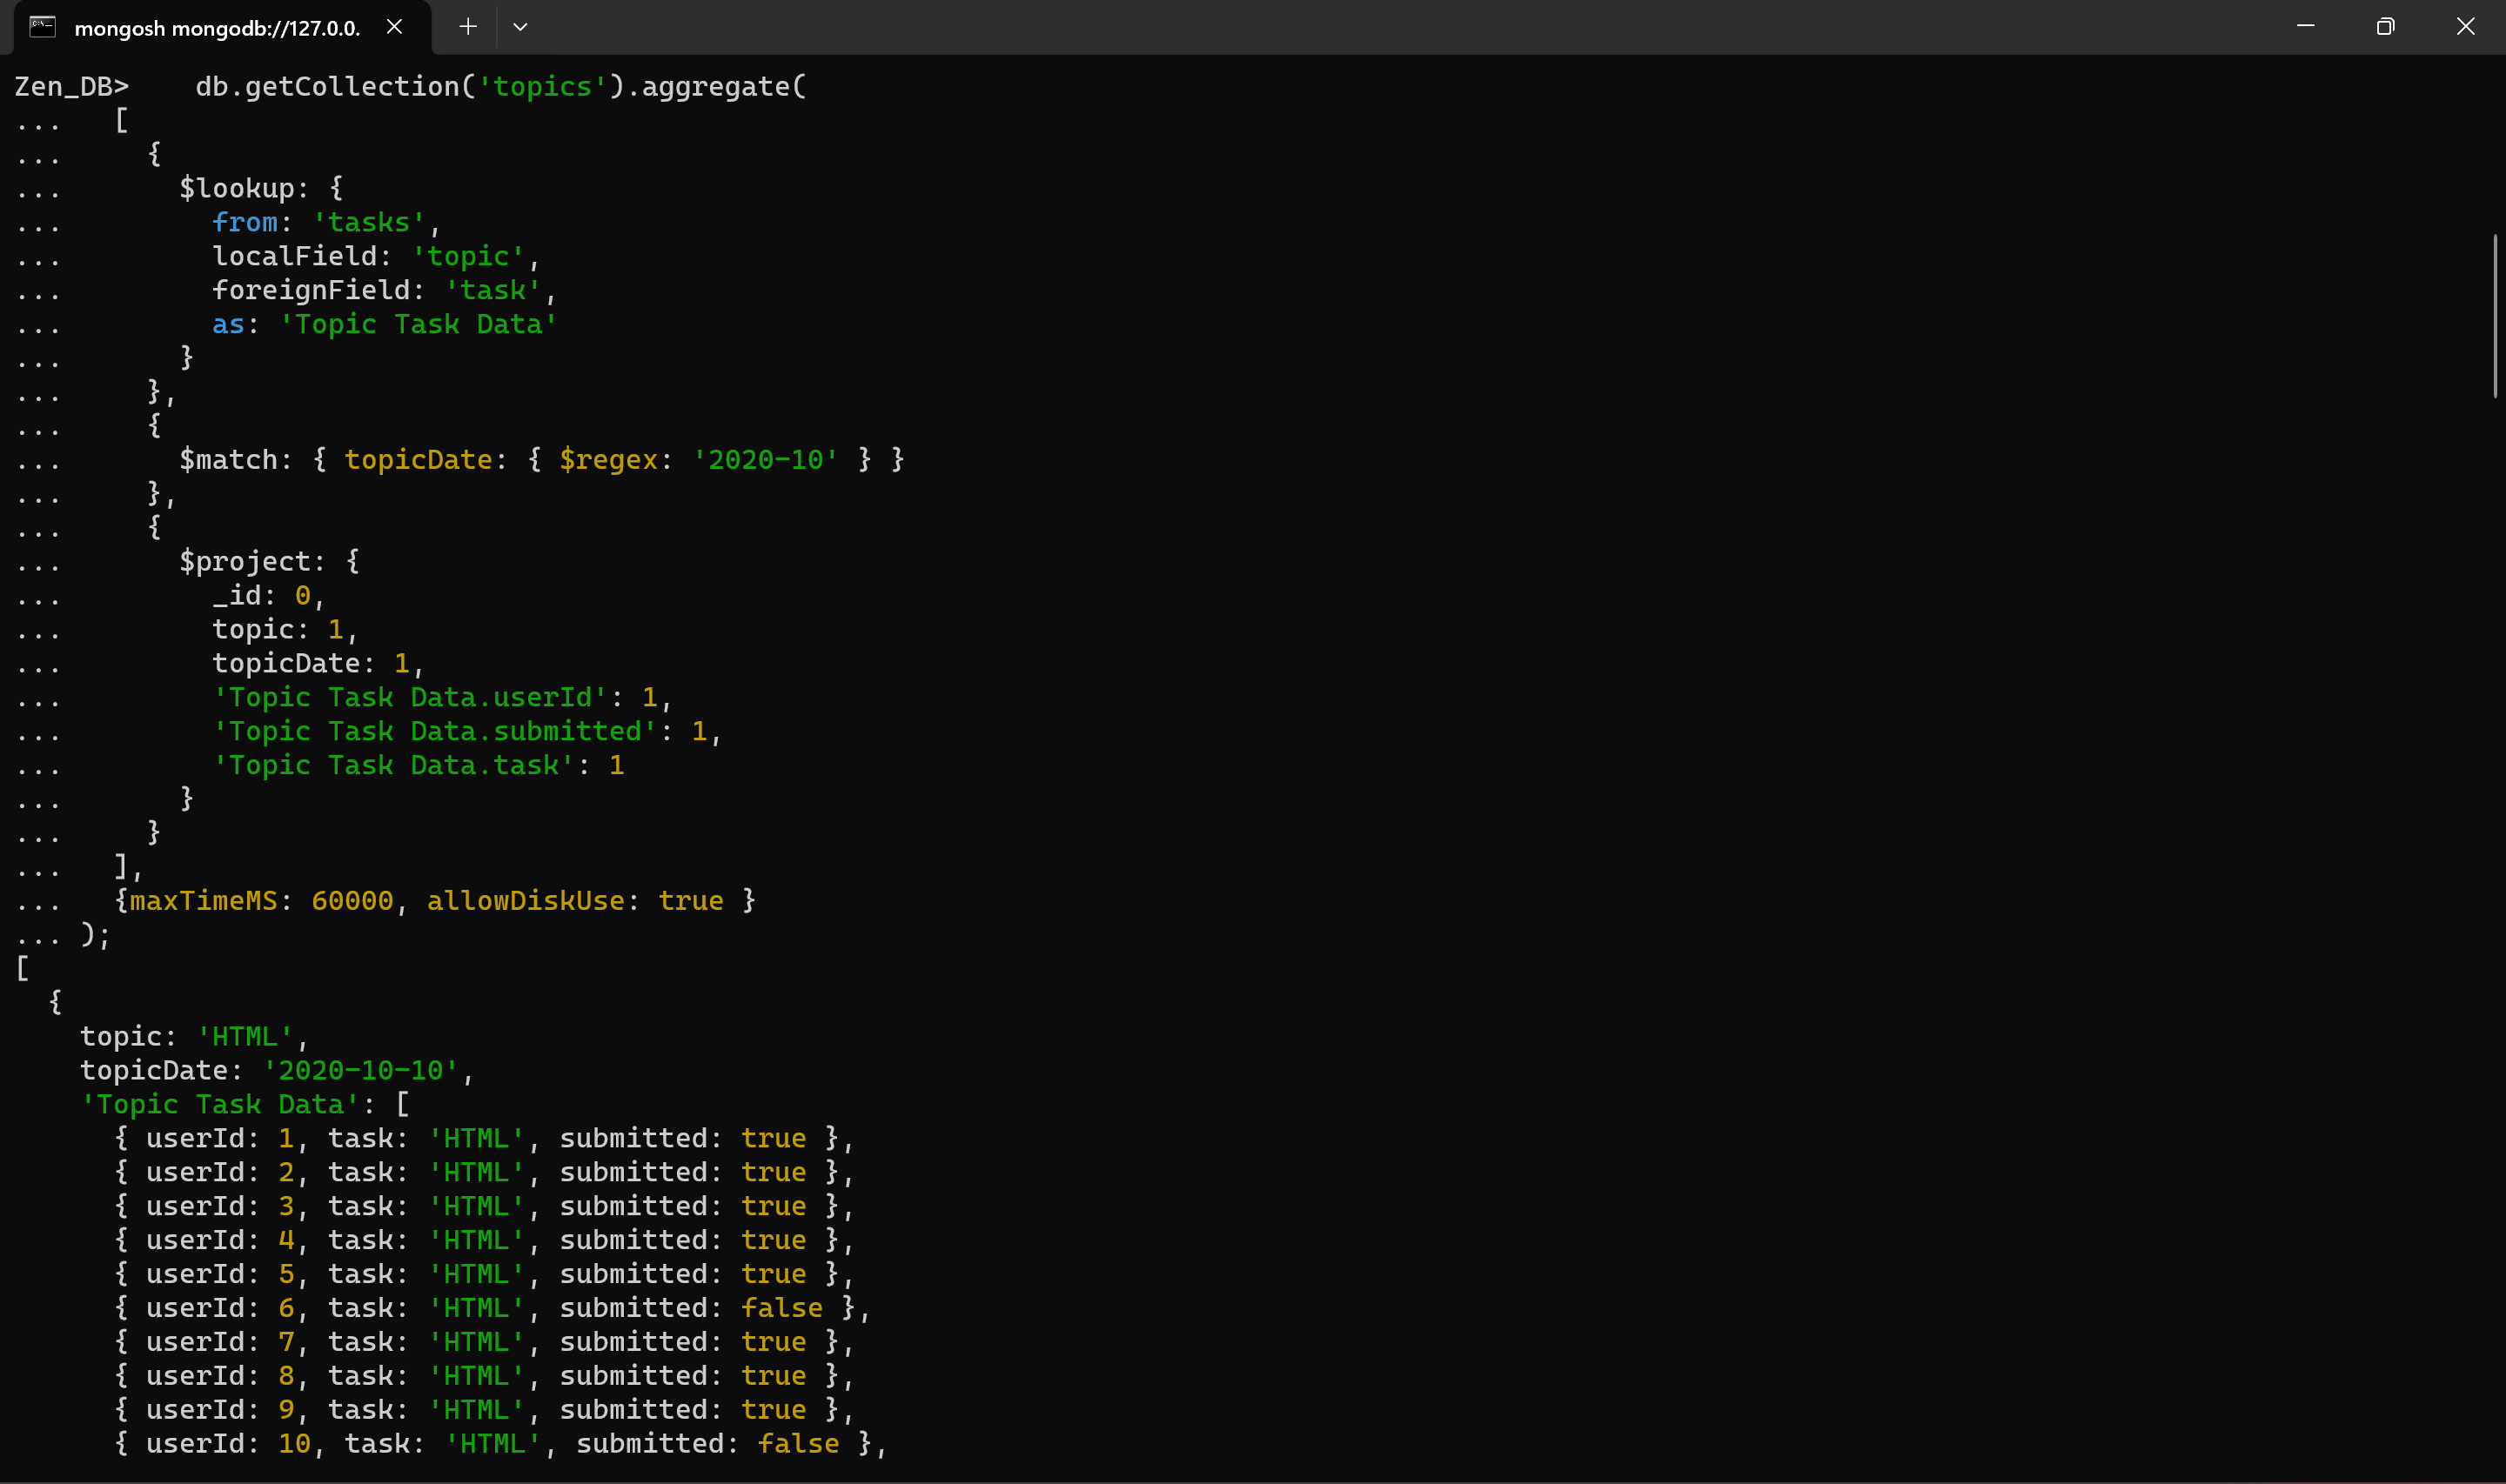 mongosh mongodb://127.0.0.
Zen_DB>    db.getCollection('topics').aggregate(
...   [
...     {
...       $lookup: {
...         from: 'tasks',
...         localField: 'topic',
...         foreignField: 'task',
...         as: 'Topic Task Data'
...       }
...     },
...     {
...       $match: { topicDate: { $regex: '2020-10' } }
...     },
...     {
...       $project: {
...         _id: 0,
...         topic: 1,
...         topicDate: 1,
...         'Topic Task Data.userId': 1,
...         'Topic Task Data.submitted': 1,
...         'Topic Task Data.task': 1
...       }
...     }
...   ],
...   {maxTimeMS: 60000, allowDiskUse: true }
... );
[
  {
    topic: 'HTML',
    topicDate: '2020-10-10',
    'Topic Task Data': [
      { userId: 1, task: 'HTML', submitted: true },
      { userId: 2, task: 'HTML', submitted: true },
      { userId: 3, task: 'HTML', submitted: true },
      { userId: 4, task: 'HTML', submitted: true },
      { userId: 5, task: 'HTML', submitted: true },
      { userId: 6, task: 'HTML', submitted: false },
      { userId: 7, task: 'HTML', submitted: true },
      { userId: 8, task: 'HTML', submitted: true },
      { userId: 9, task: 'HTML', submitted: true },
      { userId: 10, task: 'HTML', submitted: false },